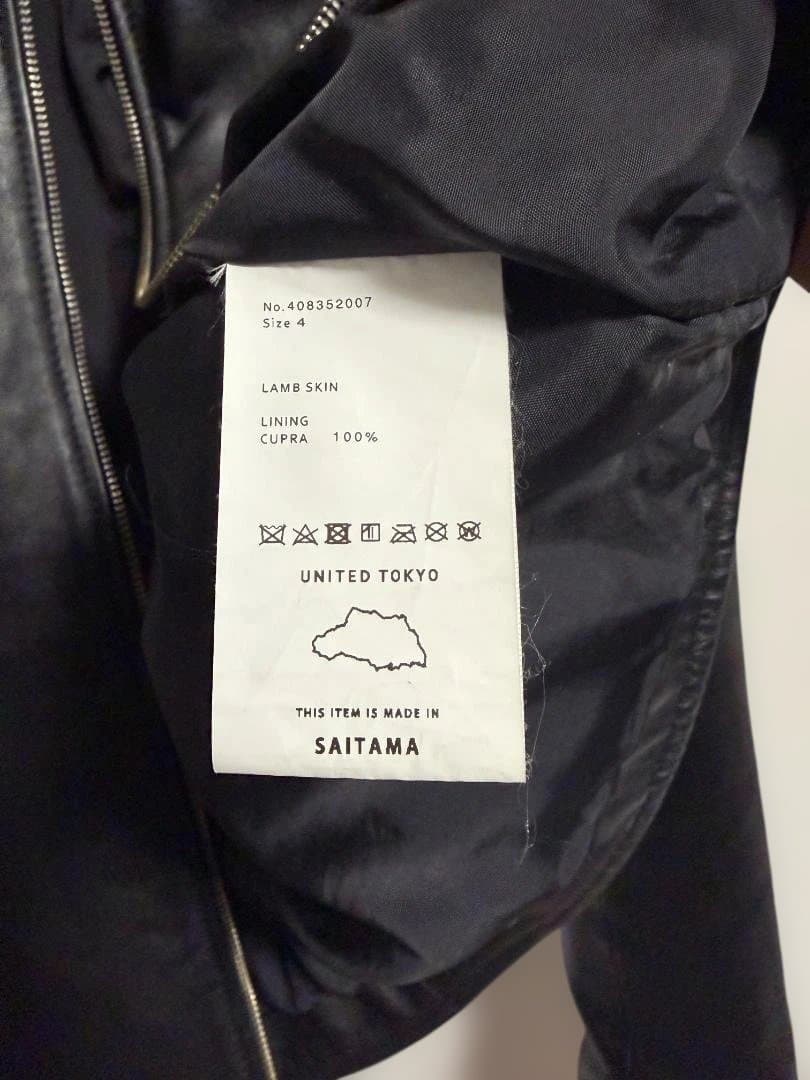 No.408352007
Size 4
LAMB SKIN
LINING
CUPRA 100%
UNITED TOKYO
THIS ITEM IS MADE IN
SAITAMA